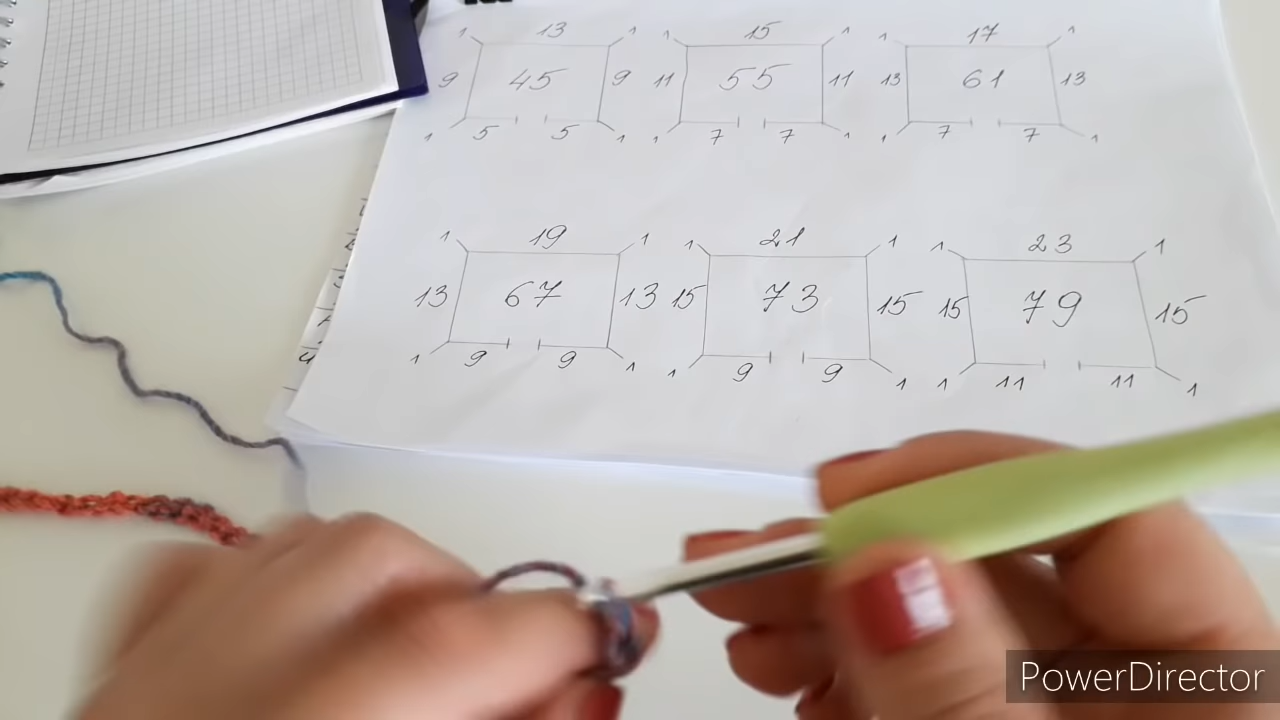 1 13 1 1 15 1 1 17 1
9 45 9 11 55 11 13 61 13
1 5 5 1 1 7 7 1 1 7 7 1
1 19 1 1 21 1 1 23 1
13 67 13 15 73 15 15 79 15
1 9 9 1 1 9 9 1 1 11 11 1
PowerDirector